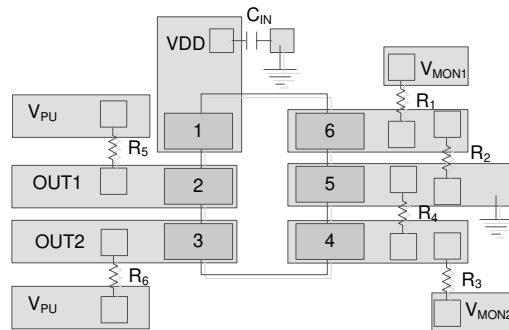 C_IN
VDD
V_MON1
V_PU
1
6
R_1
R_5
R_2
OUT1
2
5
R_4
OUT2
3
4
R_6
R_3
V_PU
V_MON2